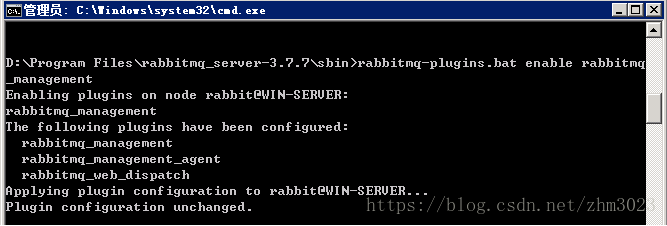 管理员: C:\Windows\system32\cmd.exe
D:\Program Files\rabbitmq_server-3.7.7\sbin>rabbitmq-plugins.bat enable rabbitmq
_management
Enabling plugins on node rabbit@WIN-SERVER:
rabbitmq_management
The following plugins have been configured:
  rabbitmq_management
  rabbitmq_management_agent
  rabbitmq_web_dispatch
Applying plugin configuration to rabbit@WIN-SERVER...
Plugin configuration unchanged.
https://blog.csdn.net/zhm3023